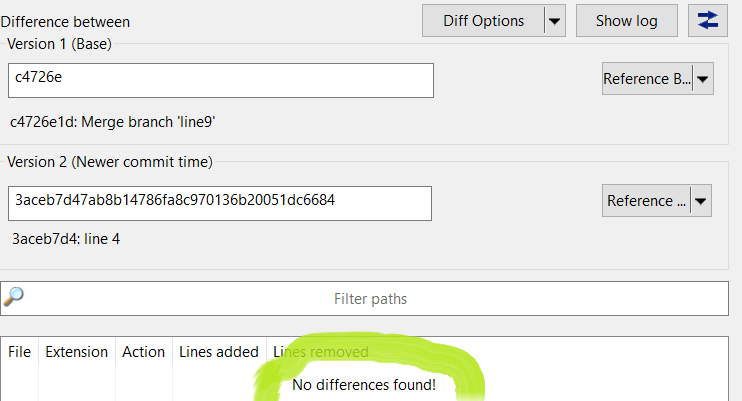 Difference between
Diff Options
Show log
Version 1 (Base)
c4726e
Reference B...
c4726e1d: Merge branch 'line9'
Version 2 (Newer commit time)
3aceb7d47ab8b14786fa8c970136b20051dc6684
Reference ...
3aceb7d4: line 4
Filter paths
File Extension Action Lines added Lines removed
No differences found!